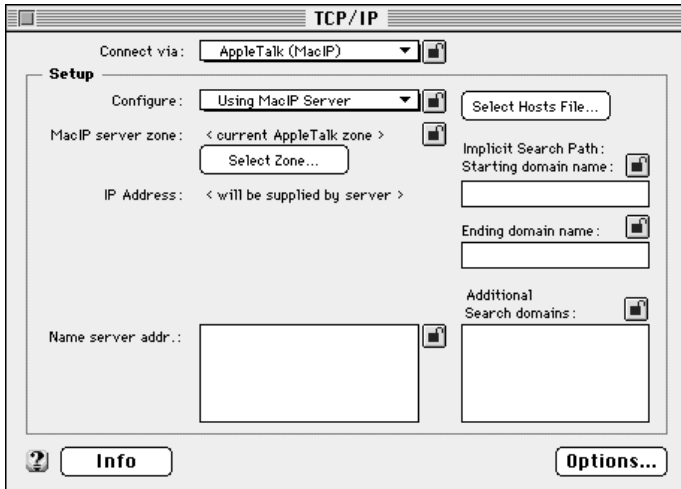 TCP/IP
Connect via: AppleTalk (MacIP)
Setup
Configure: Using MacIP Server
Select Hosts File...
MacIP server zone: < current AppleTalk zone >
Select Zone...
Implicit Search Path:
Starting domain name:
IP Address: < will be supplied by server >
Ending domain name:
Additional
Search domains:
Name server addr.:
?
Info
Options...